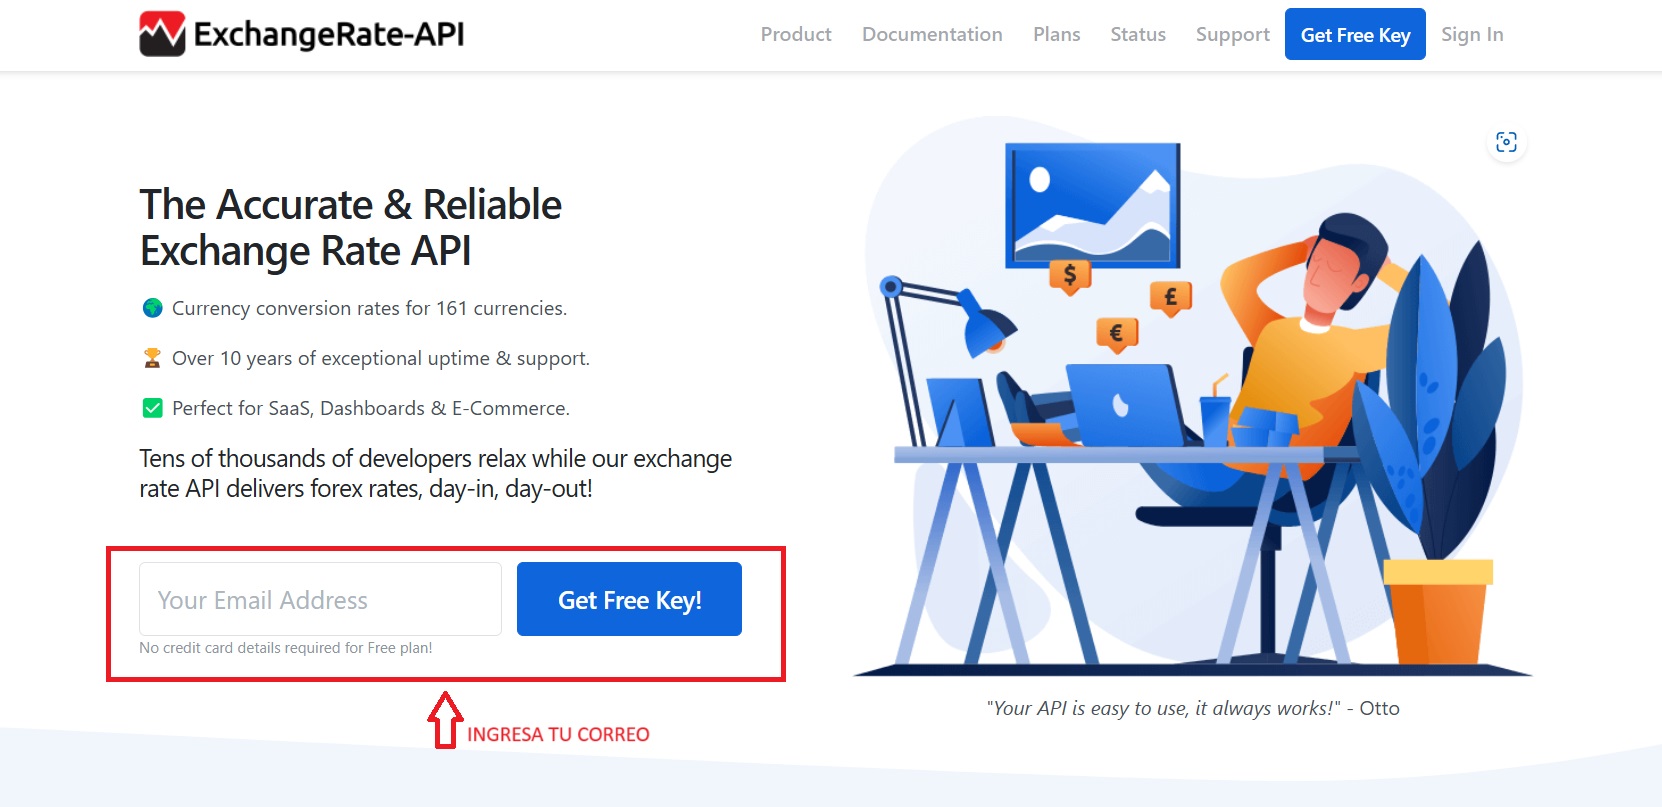 ExchangeRate-API
Product Documentation Plans Status Support Get Free Key Sign In
The Accurate & Reliable
Exchange Rate API
Currency conversion rates for 161 currencies.
Over 10 years of exceptional uptime & support.
Perfect for SaaS, Dashboards & E-Commerce.
Tens of thousands of developers relax while our exchange
rate API delivers forex rates, day-in, day-out!
Your Email Address
Get Free Key!
No credit card details required for Free plan!
INGRESA TU CORREO
$
£
€
"Your API is easy to use, it always works!" - Otto